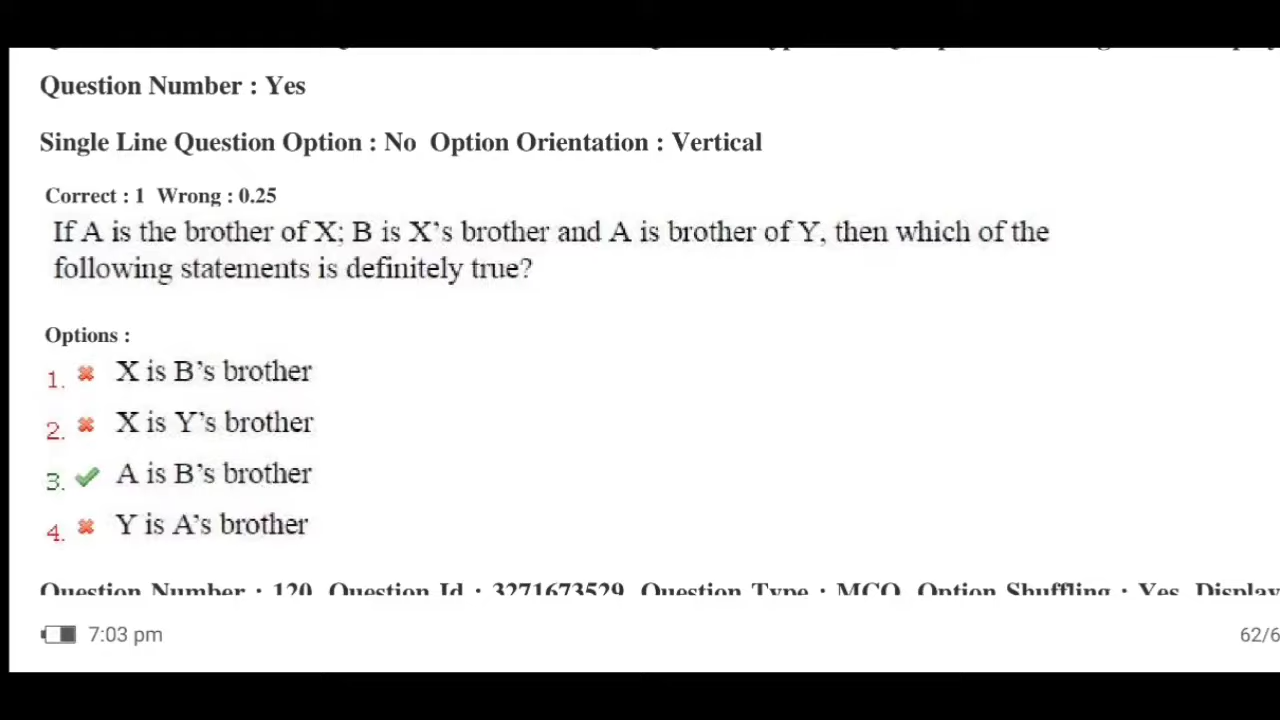 Question Number : Yes
Single Line Question Option : No Option Orientation : Vertical
Correct : 1 Wrong : 0.25
If A is the brother of X; B is X's brother and A is brother of Y, then which of the
following statements is definitely true?
Options :
1. X is B's brother
2. X is Y's brother
3. A is B's brother
4. Y is A's brother
Question Number : 120 Question Id : 3271673529 Question Type : MCQ Option Shuffling : Yes Display
7:03 pm
62/6